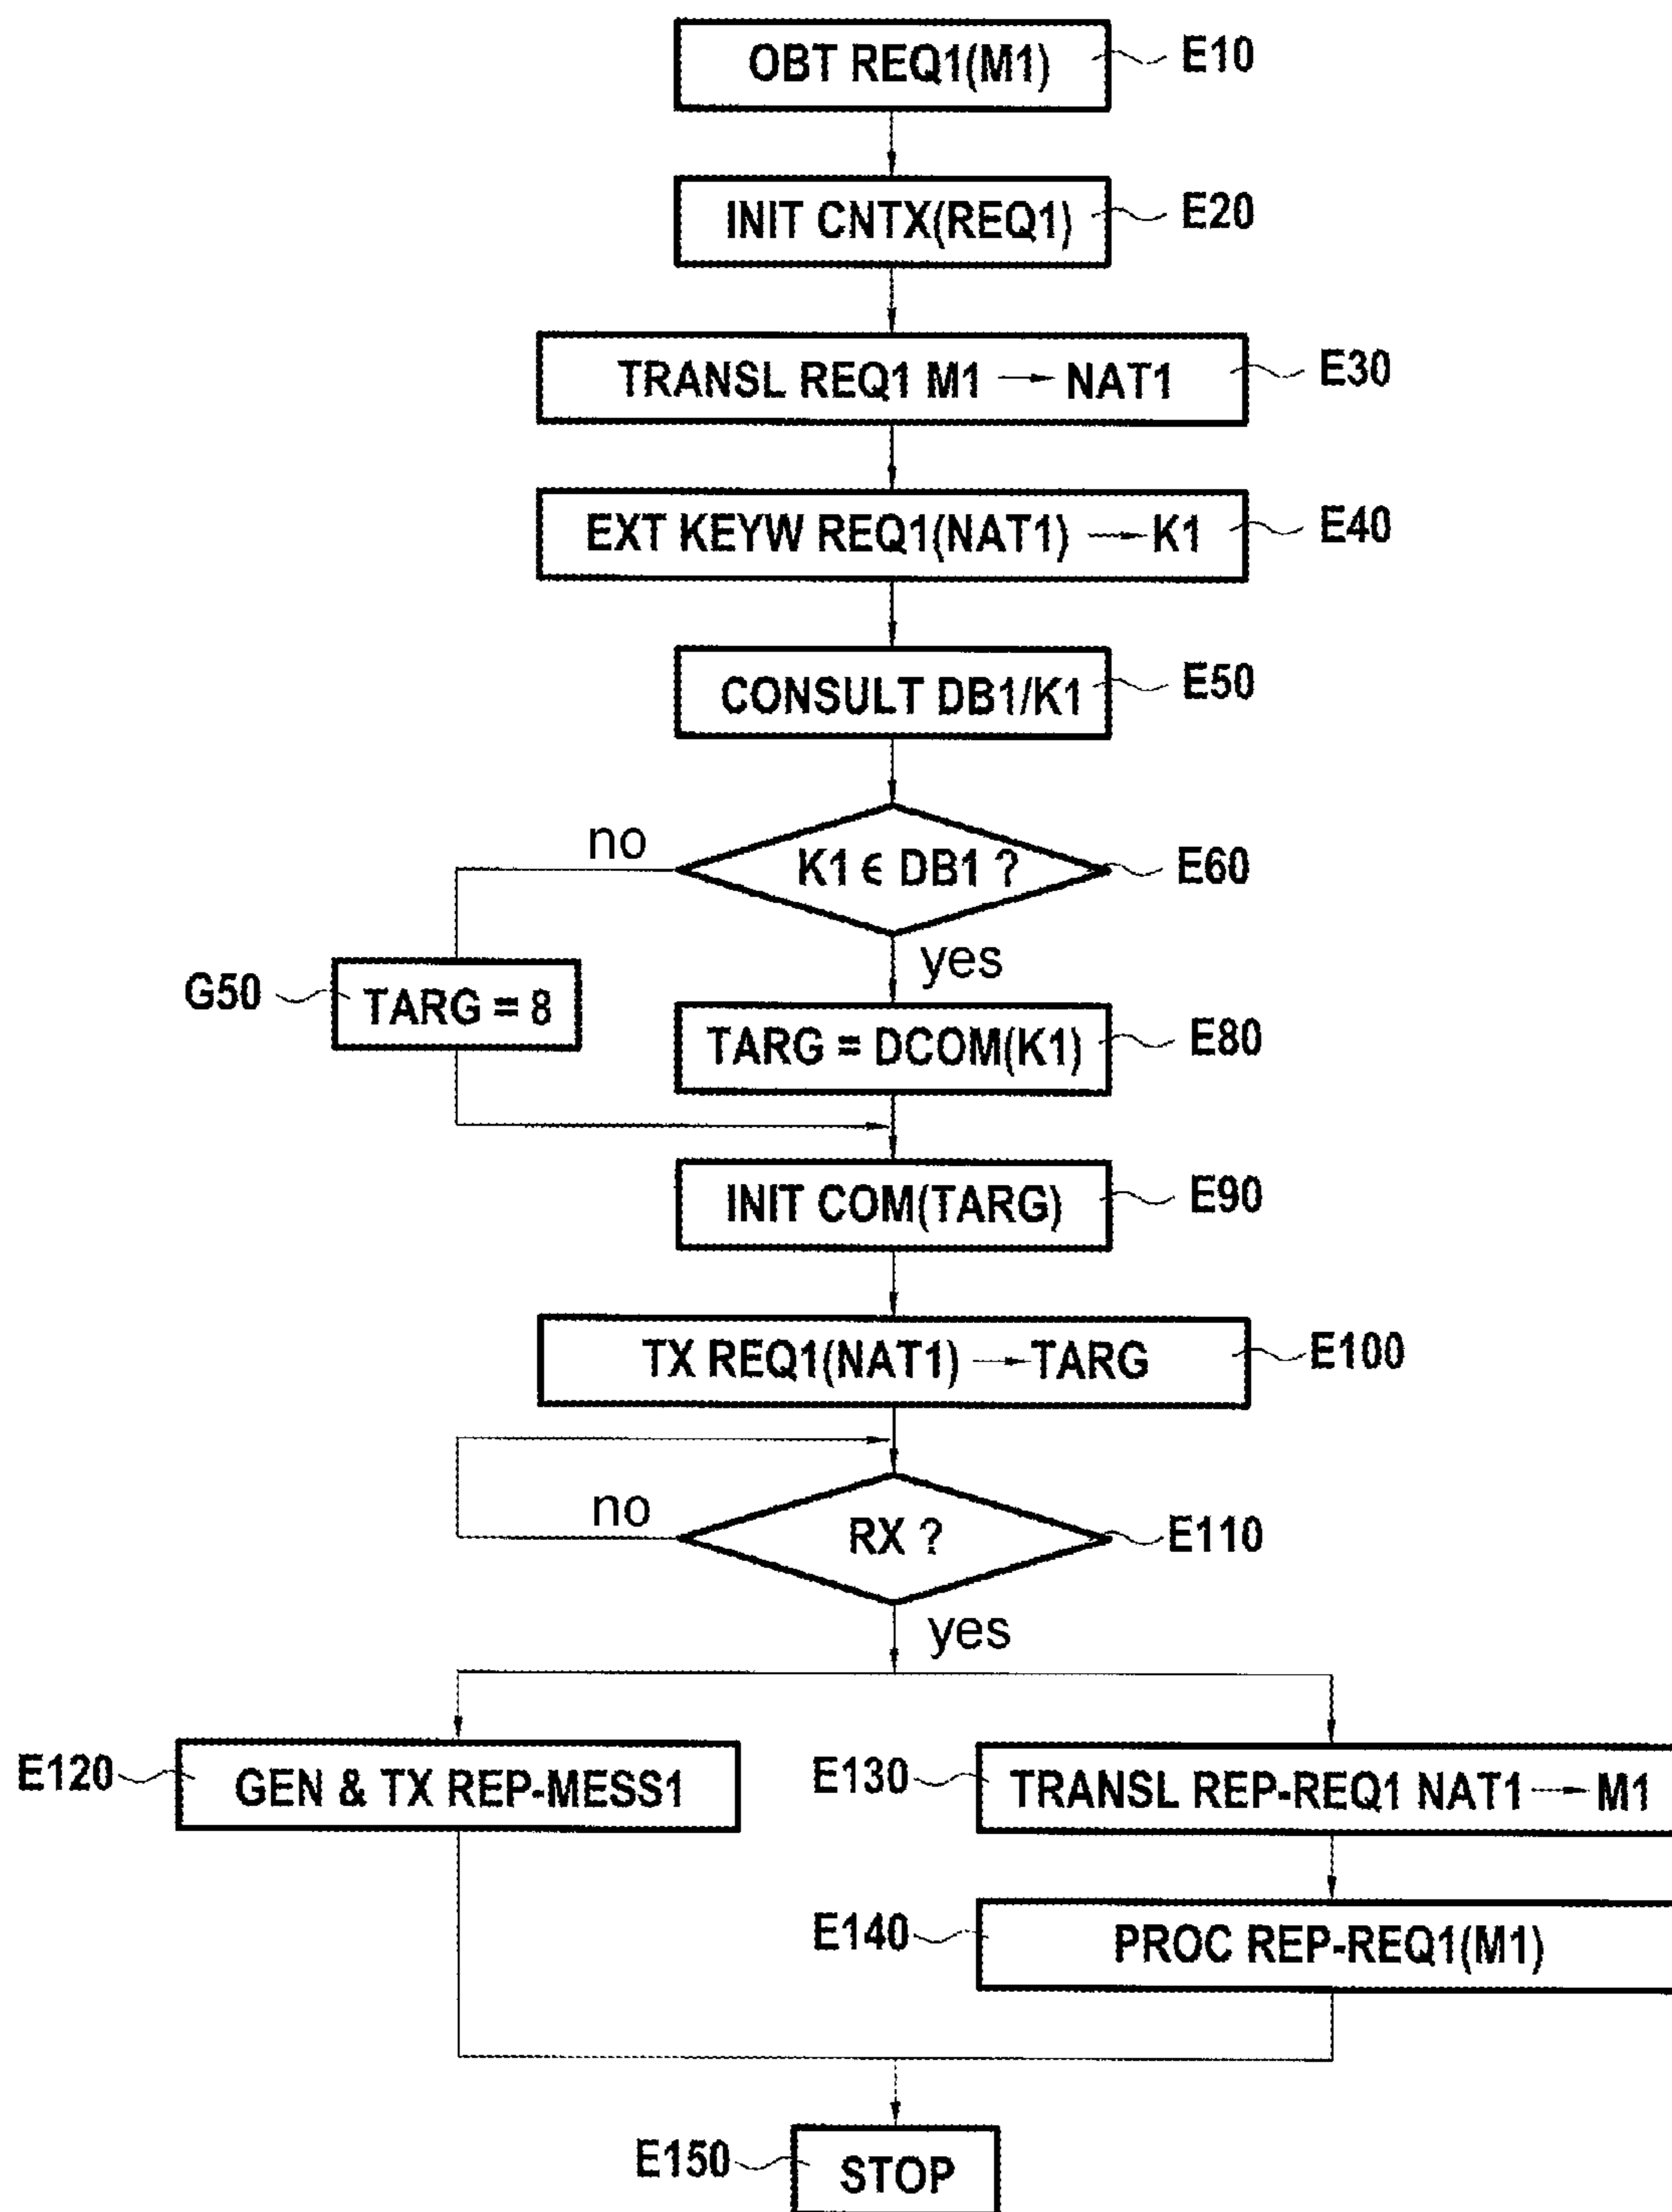 OBT REQ1(M1) E10
INIT CNTX(REQ1) E20
TRANSL REQ1 M1 → NAT1 E30
EXT KEYW REQ1(NAT1) → K1 E40
CONSULT DB1/K1 E50
no
K1 ∈ DB1 ? E60
yes
G50 TARG = 8
TARG = DCOM(K1) E80
INIT COM(TARG) E90
TX REQ1(NAT1) → TARG E100
no
RX ? E110
yes
E120 GEN & TX REP-MESS1
E130 TRANSL REP-REQ1 NAT1 → M1
E140 PROC REP-REQ1(M1)
E150 STOP